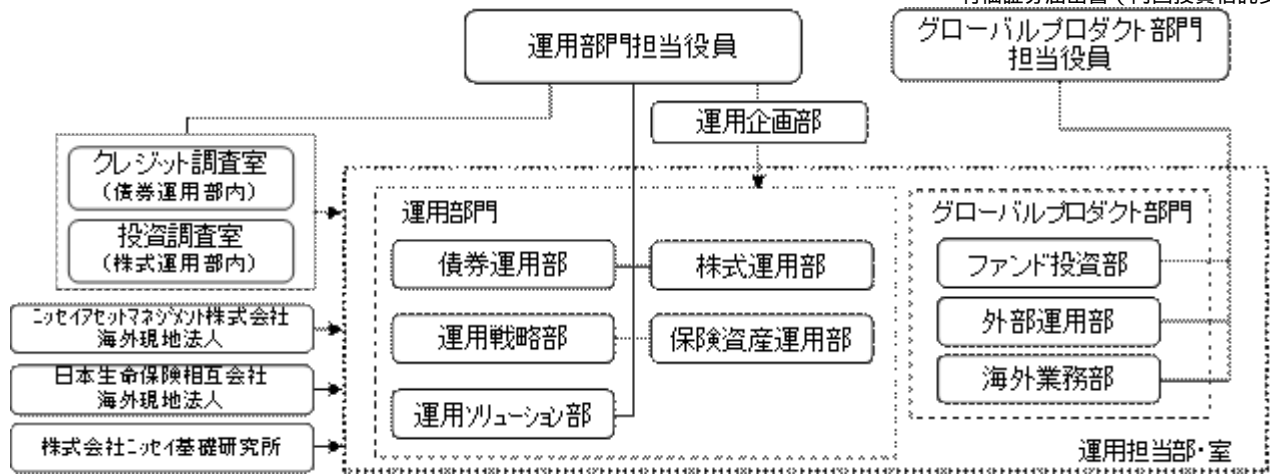 有価証券届出書（内国投資信託受
運用部門担当役員
グローバルプロダクト部門
担当役員
運用企画部
クレジット調査室
（債券運用部内）
投資調査室
（株式運用部内）
運用部門
債券運用部
株式運用部
運用戦略部
保険資産運用部
運用ソリューション部
グローバルプロダクト部門
ファンド投資部
外部運用部
海外業務部
ニッセイアセットマネジメント株式会社
海外現地法人
日本生命保険相互会社
海外現地法人
株式会社ニッセイ基礎研究所
運用担当部・室